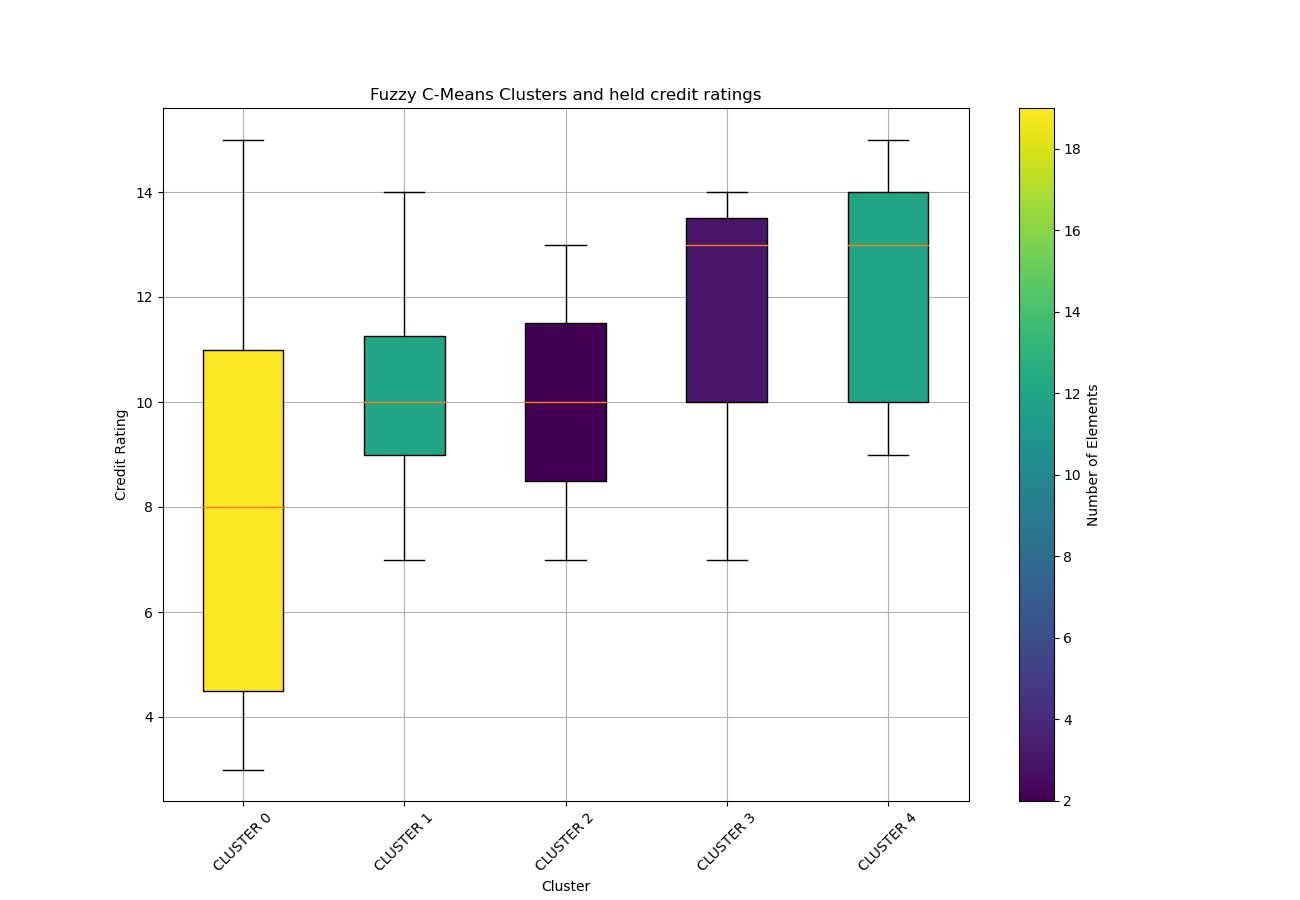 Fuzzy C-Means Clusters and held credit ratings
14
12
10
8
6
4
Credit Rating
CLUSTER 0
CLUSTER 1
CLUSTER 2
CLUSTER 3
CLUSTER 4
Cluster
18
16
14
12
10
8
6
4
2
Number of Elements